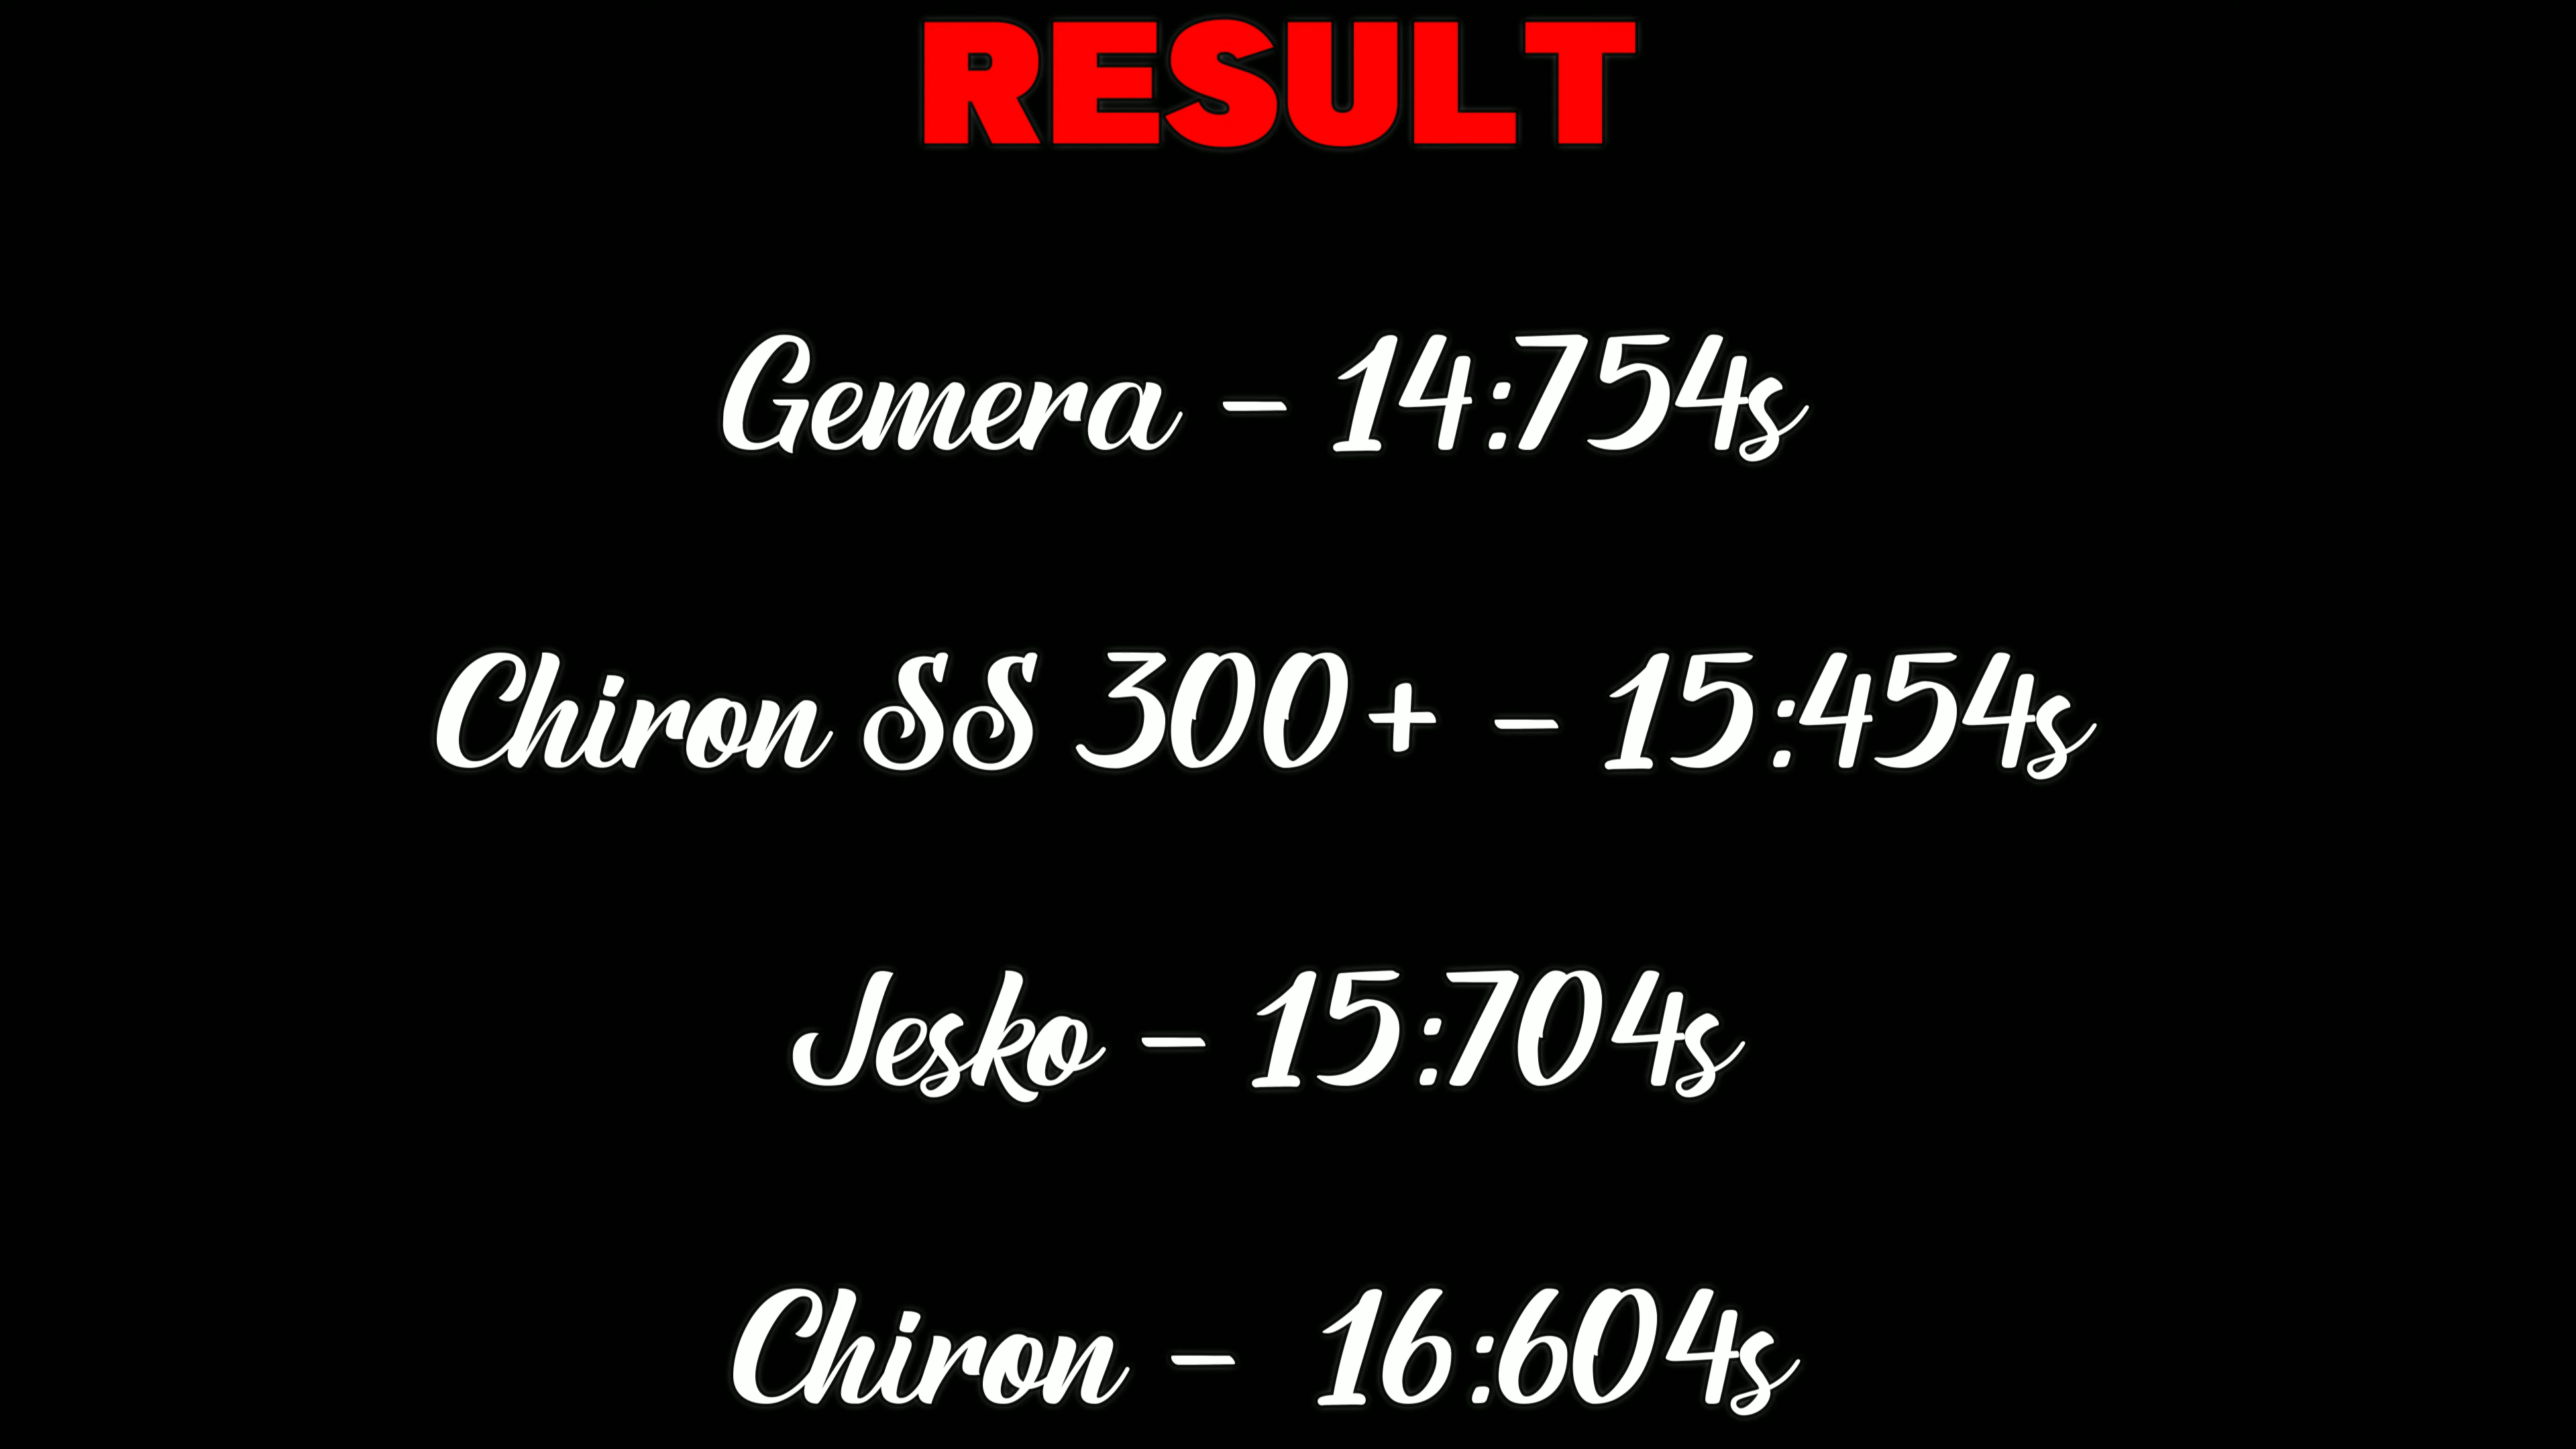 RESULT
Gemera - 14:754s
Chiron SS 300+ - 15:454s
Jesko - 15:704s
Chiron - 16:604s